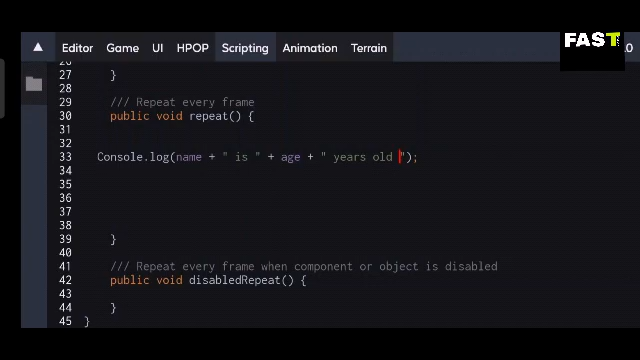 FAST
Editor Game UI HPOP Scripting Animation Terrain .0
27 }
28
29 /// Repeat every frame
30 public void repeat() {
31
32
33 Console.log(name + " is " + age + " years old ");
34
35
36
37
38
39 }
40
41 /// Repeat every frame when component or object is disabled
42 public void disabledRepeat() {
43
44 }
45 }